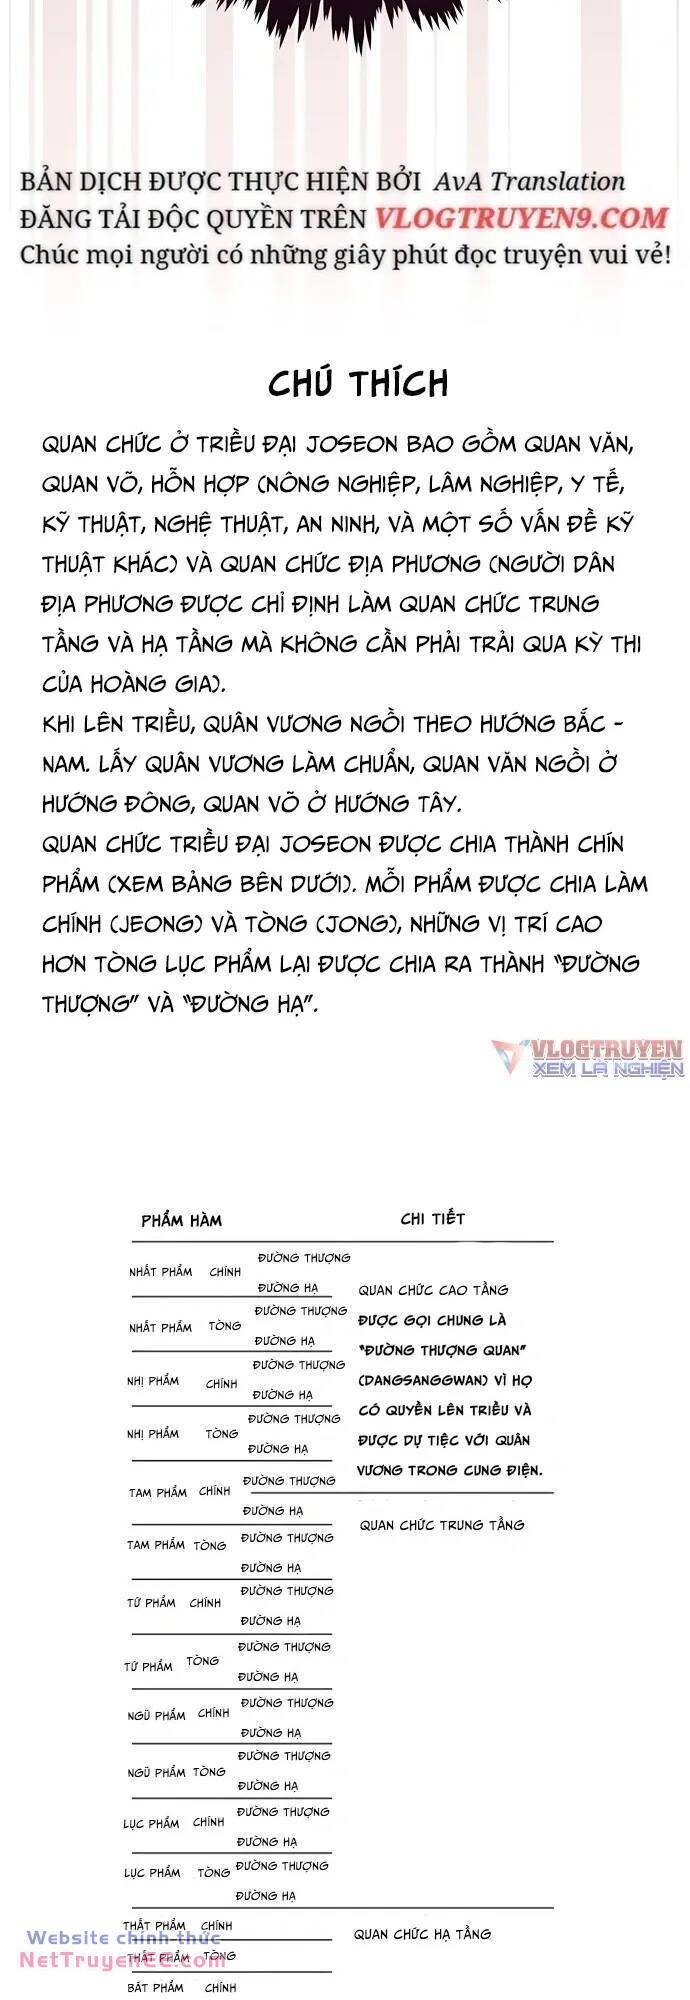 BẢN DỊCH ĐƯỢC THỰC HIỆN BỞI AvA Translation
ĐĂNG TẢI ĐỘC QUYỀN TRÊN VLOGTRUYEN9.COM
Chúc mọi người có những giây phút đọc truyện vui vẻ!
CHÚ THÍCH
QUAN CHỨC Ở TRIỀU ĐẠI JOSEON BAO GỒM QUAN VĂN,
QUAN VÕ, HỖN HỢP (NÔNG NGHIỆP, LÂM NGHIỆP, Y TẾ,
KỸ THUẬT, NGHỆ THUẬT, AN NINH, VÀ MỘT SỐ VẤN ĐỀ KỸ
THUẬT KHÁC) VÀ QUAN CHỨC ĐỊA PHƯƠNG (NGƯỜI DÂN
ĐỊA PHƯƠNG ĐƯỢC CHỈ ĐỊNH LÀM QUAN CHỨC TRUNG
TẦNG VÀ HẠ TẦNG MÀ KHÔNG CẦN PHẢI TRẢI QUA KỲ THI
CỦA HOÀNG GIA).
KHI LÊN TRIỀU, QUÂN VƯƠNG NGỒI THEO HƯỚNG BẮC -
NAM. LẤY QUÂN VƯƠNG LÀM CHUẨN, QUAN VĂN NGỒI Ở
HƯỚNG ĐÔNG, QUAN VÕ Ở HƯỚNG TÂY.
QUAN CHỨC TRIỀU ĐẠI JOSEON ĐƯỢC CHIA THÀNH CHÍN
PHẨM (XEM BẢNG BÊN DƯỚI). MỖI PHẨM ĐƯỢC CHIA LÀM
CHÍNH (JEONG) VÀ TÒNG (JONG), NHỮNG VỊ TRÍ CAO
HƠN TÒNG LỤC PHẨM LẠI ĐƯỢC CHIA RA THÀNH "ĐƯỜNG
THƯỢNG" VÀ "ĐƯỜNG HẠ".
VLOGTRUYEN
XEM LÀ NGHIỆN
PHẨM HÀM CHI TIẾT
ĐƯỜNG THƯỢNG
NHẤT PHẨM CHÍNH
ĐƯỜNG HẠ QUAN CHỨC CAO TẦNG
ĐƯỜNG THƯỢNG ĐƯỢC GỌI CHUNG LÀ
NHẤT PHẨM TÒNG
ĐƯỜNG HẠ "ĐƯỜNG THƯỢNG QUAN"
ĐƯỜNG THƯỢNG (DANGSANGGWAN) VÌ HỌ
NHỊ PHẨM CHÍNH
ĐƯỜNG HẠ CÓ QUYỀN LÊN TRIỀU VÀ
ĐƯỜNG THƯỢNG
NHỊ PHẨM TÒNG ĐƯỢC DỰ TIỆC VỚI QUÂN
ĐƯỜNG HẠ
VƯƠNG TRONG CUNG ĐIỆN.
ĐƯỜNG THƯỢNG
TAM PHẨM CHÍNH
ĐƯỜNG HẠ
QUAN CHỨC TRUNG TẦNG
ĐƯỜNG THƯỢNG
TAM PHẨM TÒNG
ĐƯỜNG HẠ
ĐƯỜNG THƯỢNG
TỨ PHẨM CHÍNH
ĐƯỜNG HẠ
ĐƯỜNG THƯỢNG
TỨ PHẨM TÒNG
ĐƯỜNG HẠ
ĐƯỜNG THƯỢNG
NGŨ PHẨM CHÍNH
ĐƯỜNG HẠ
ĐƯỜNG THƯỢNG
NGŨ PHẨM TÒNG
ĐƯỜNG HẠ
ĐƯỜNG THƯỢNG
LỤC PHẨM CHÍNH
ĐƯỜNG HẠ
ĐƯỜNG THƯỢNG
LỤC PHẨM TÒNG
ĐƯỜNG HẠ
THẤT PHẨM CHÍNH QUAN CHỨC HẠ TẦNG
Website chính thức
THẤT PHẨM TÒNG
NetTruyenEE.com
BÁT PHẨM CHÍNH